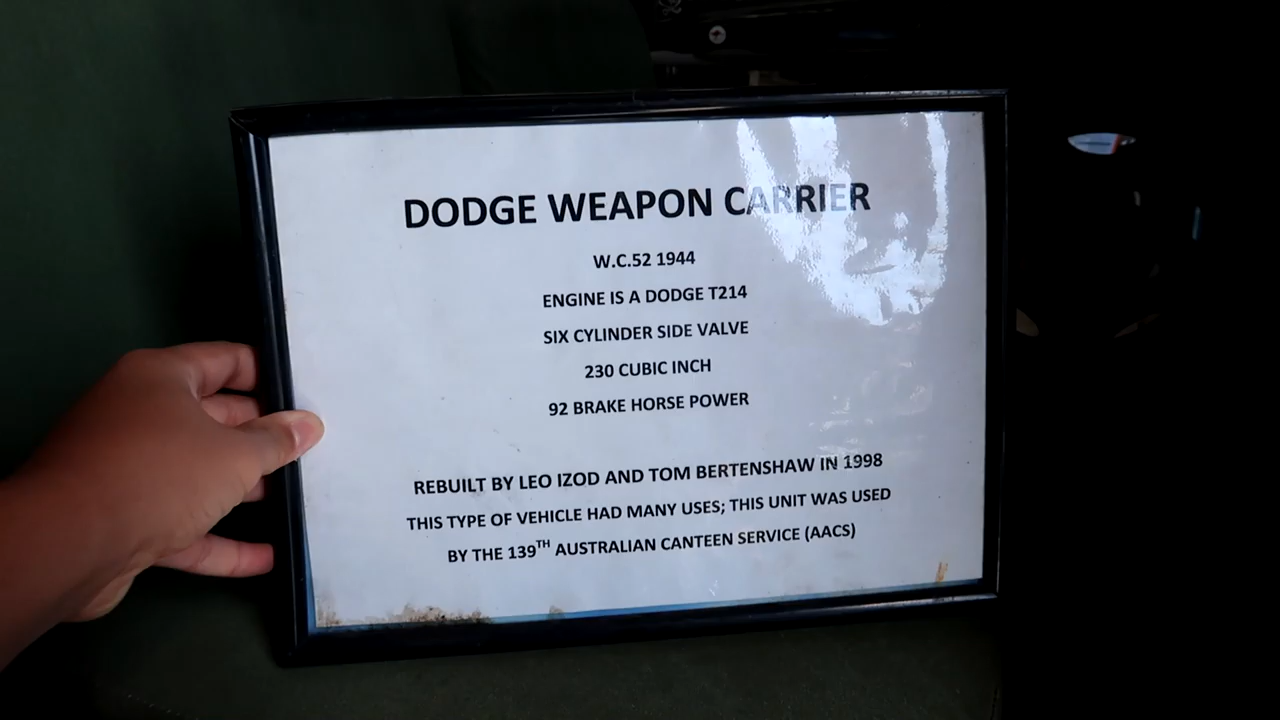 DODGE WEAPON CARRIER
W.C.52 1944
ENGINE IS A DODGE T214
SIX CYLINDER SIDE VALVE
230 CUBIC INCH
92 BRAKE HORSE POWER
REBUILT BY LEO IZOD AND TOM BERTENSHAW IN 1998
THIS TYPE OF VEHICLE HAD MANY USES; THIS UNIT WAS USED
BY THE 139TH AUSTRALIAN CANTEEN SERVICE (AACS)